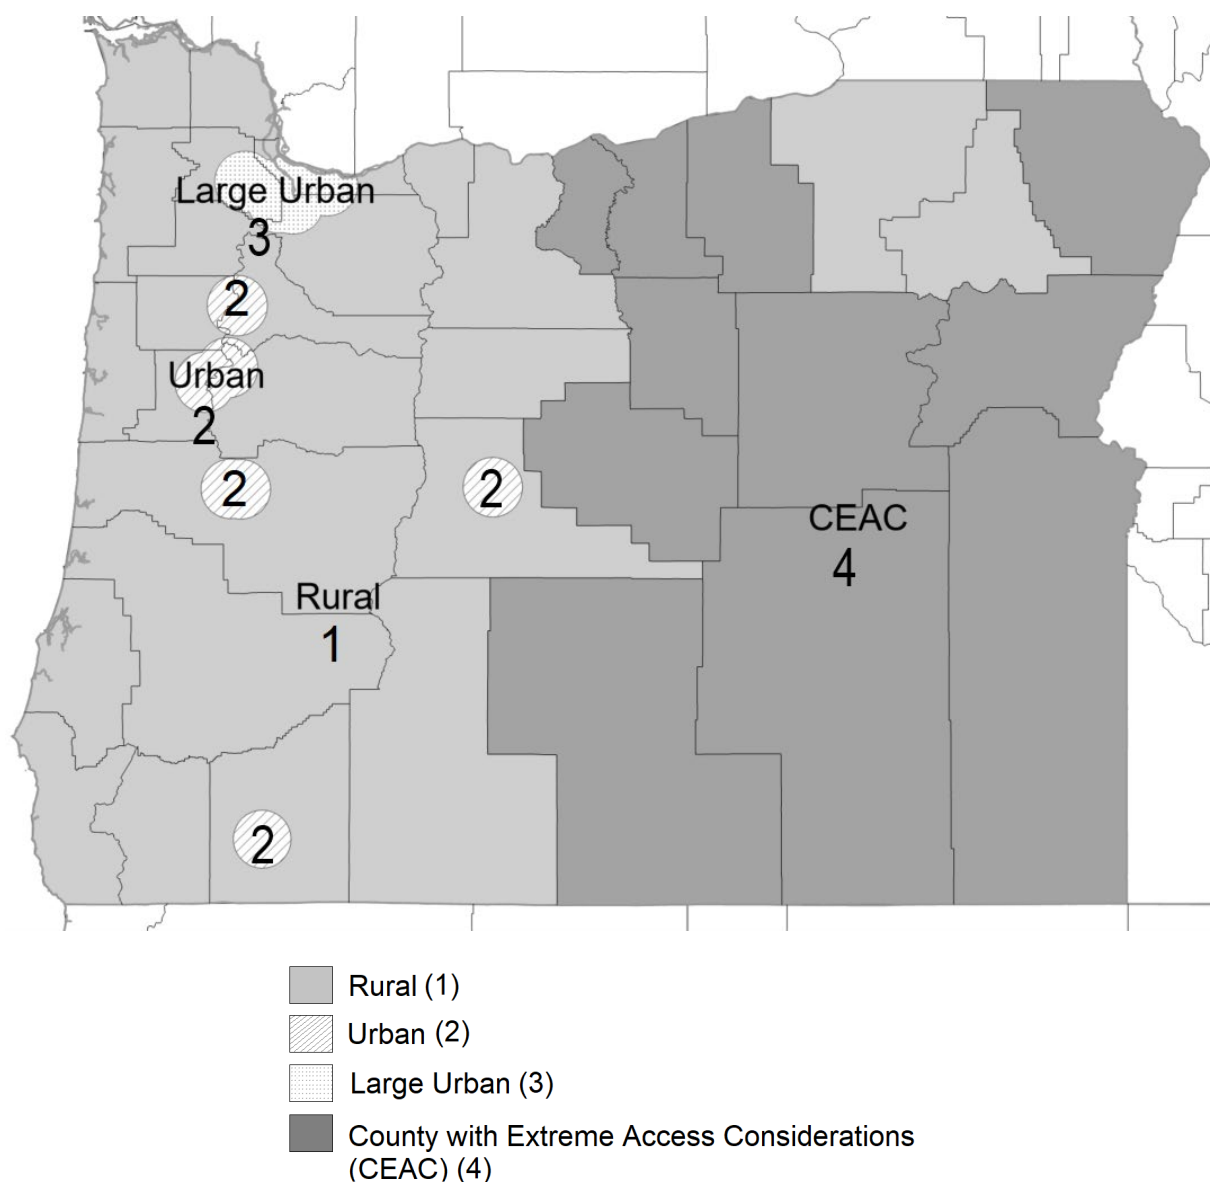 Large Urban
3
2
Urban
2
2
2
CEAC
4
Rural
1
2
Rural (1)
Urban (2)
Large Urban (3)
County with Extreme Access Considerations
(CEAC) (4)